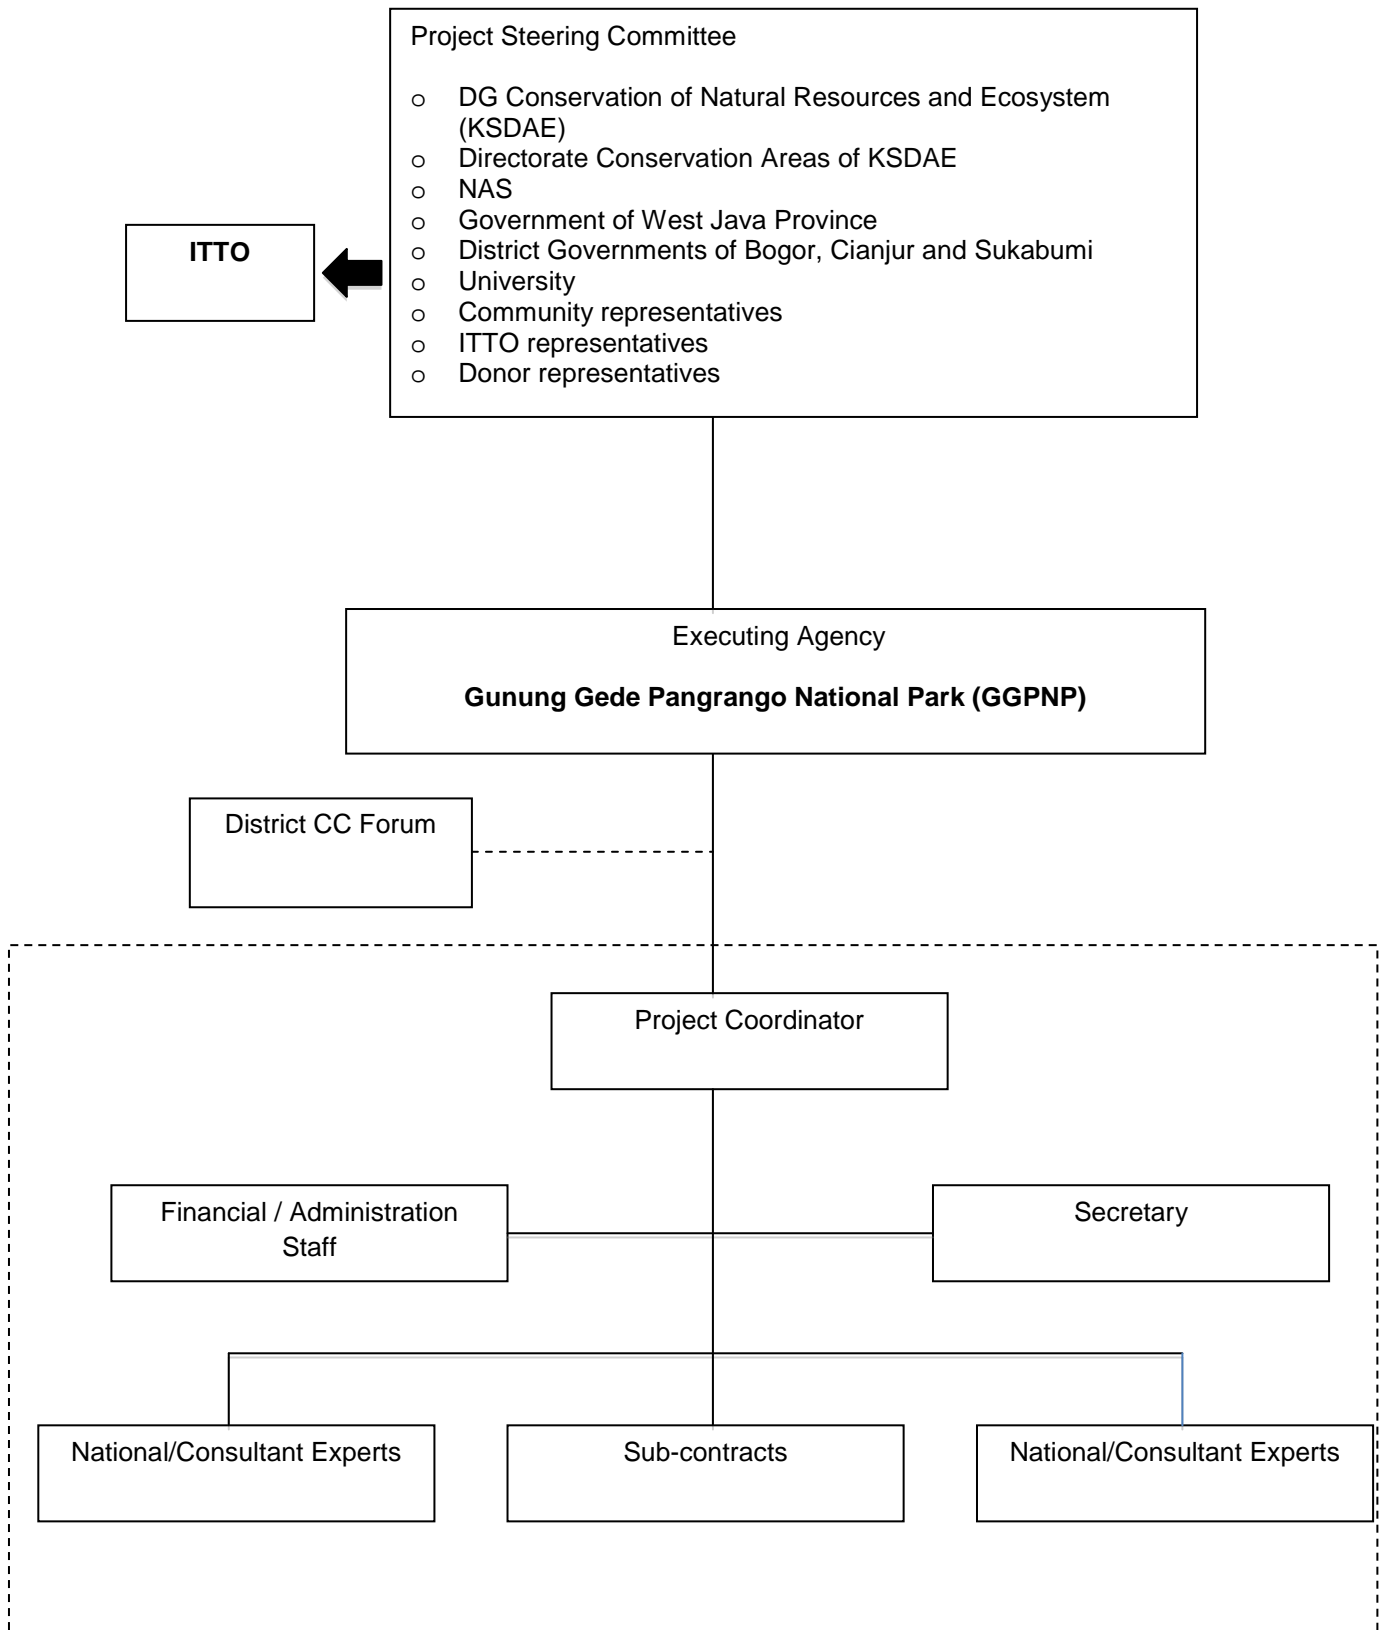 Project Steering Committee
o DG Conservation of Natural Resources and Ecosystem
(KSDAE)
o Directorate Conservation Areas of KSDAE
o NAS
o Government of West Java Province
o District Governments of Bogor, Cianjur and Sukabumi
o University
o Community representatives
o ITTO representatives
o Donor representatives
ITTO
Executing Agency
Gunung Gede Pangrango National Park (GGPNP)
District CC Forum
Project Coordinator
Financial / Administration
Staff
Secretary
National/Consultant Experts
Sub-contracts
National/Consultant Experts